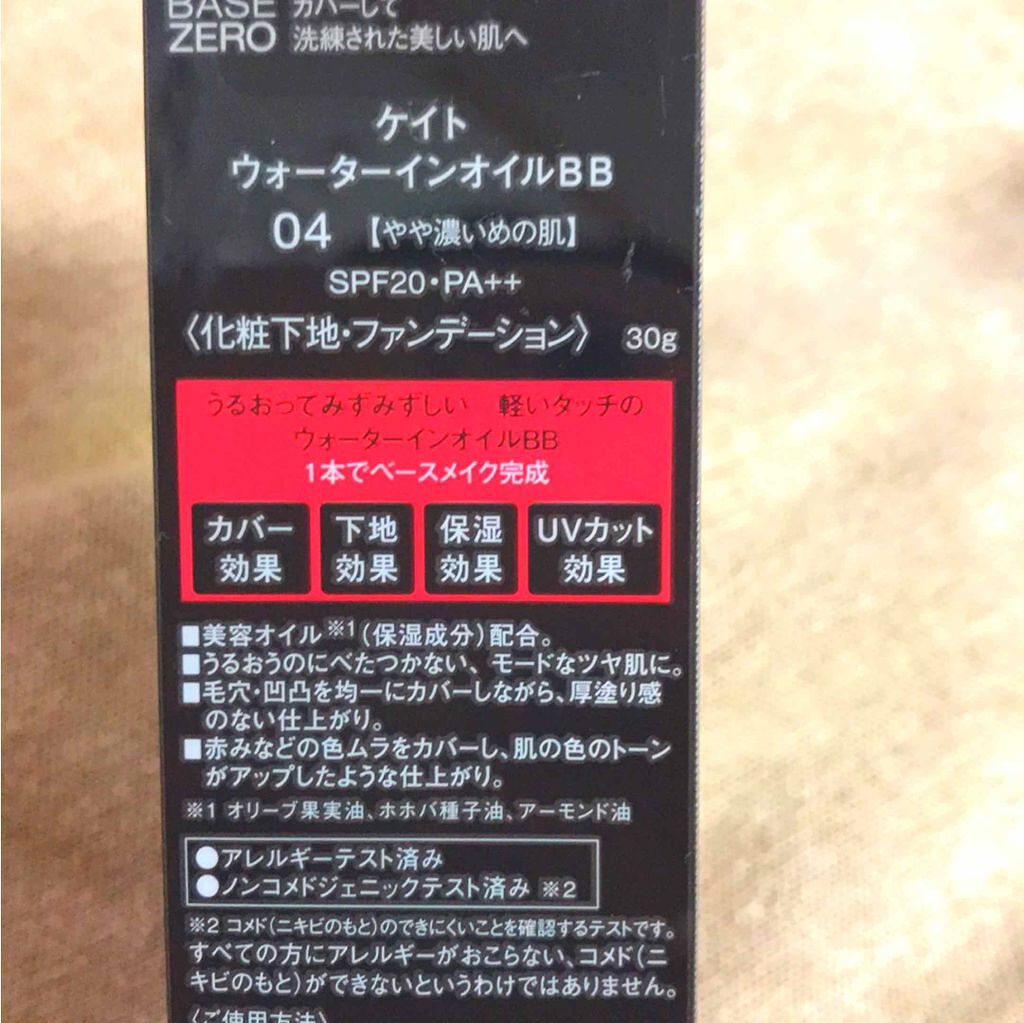 BASE カバーして
ZERO 洗練された美しい肌へ
ケイト
ウォーターインオイルBB
04 【やや濃いめの肌】
SPF20・PA++
〈化粧下地・ファンデーション〉 30g
うるおってみずみずしい 軽いタッチの
ウォーターインオイルBB
1本でベースメイク完成
カバー 下地 保湿 UVカット
効果 効果 効果 効果
■美容オイル※1(保湿成分)配合。
■うるおうのにべたつかない、モードなツヤ肌に。
■毛穴・凹凸を均一にカバーしながら、厚塗り感
のない仕上がり。
■赤みなどの色ムラをカバーし、肌の色のトーン
がアップしたような仕上がり。
※1 オリーブ果実油、ホホバ種子油、アーモンド油
●アレルギーテスト済み
●ノンコメドジェニックテスト済み ※2
※2 コメド(ニキビのもと)のできにくいことを確認するテストです。
すべての方にアレルギーがおこらない、コメド(ニ
キビのもと)ができないというわけではありません。
〈ご使用方法〉